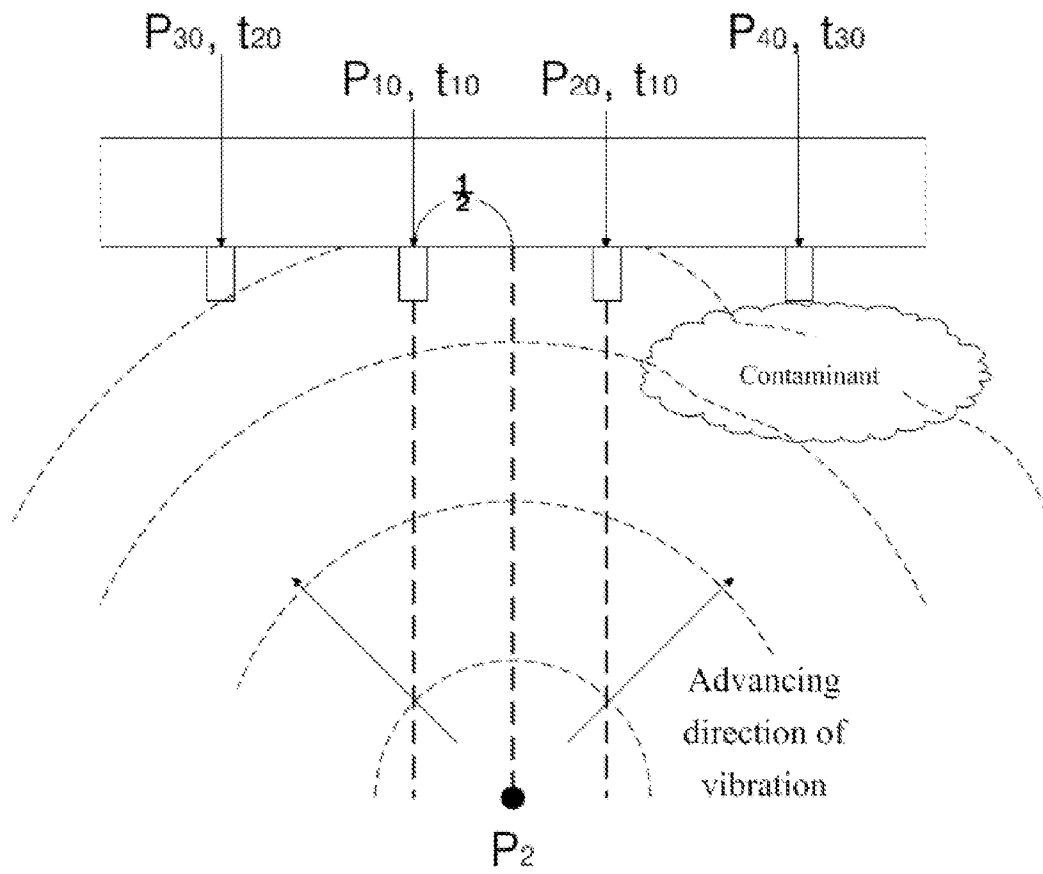 P30, t20
P40, t30
P10, t10
P20, t10
1
2
Contaminant
Advancing
direction of
vibration
P2